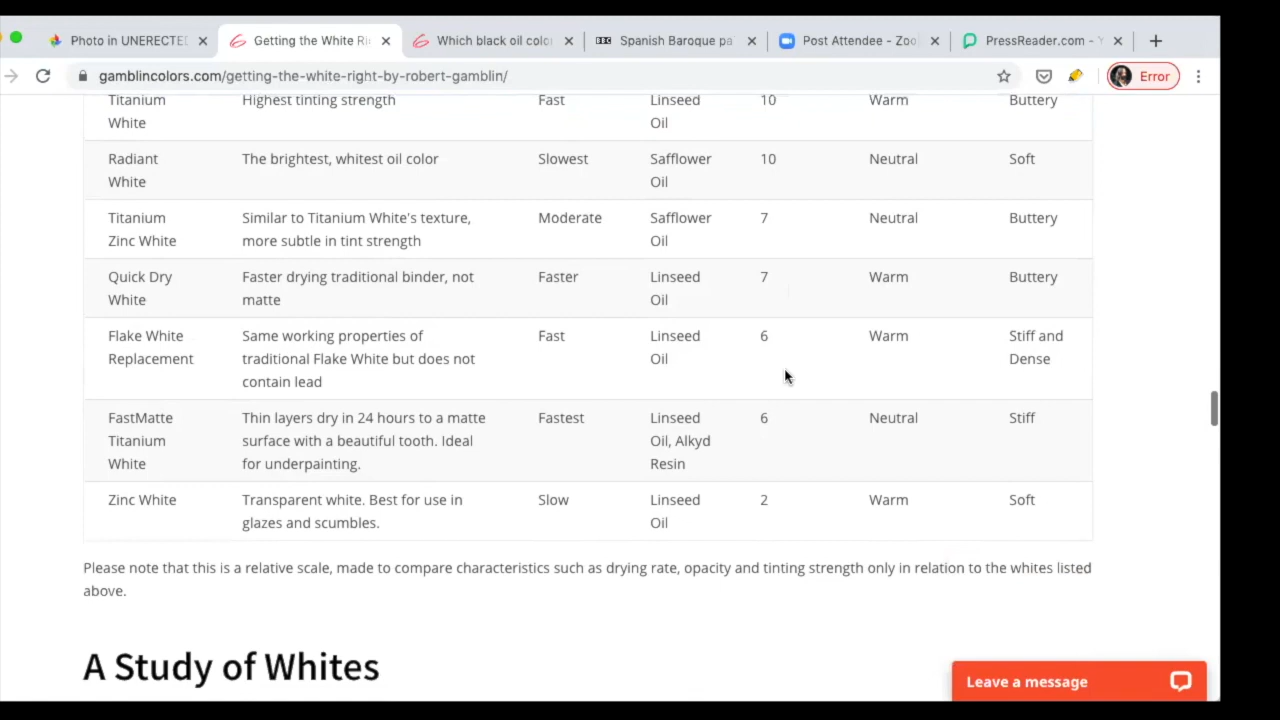 Photo in UNERECTED
Getting the White Ri
Which black oil colo
BBC Spanish Baroque pa
Post Attendee - Zoo
PressReader.com - Y
gamblincolors.com/getting-the-white-right-by-robert-gamblin/
Error
Titanium Highest tinting strength Fast Linseed 10 Warm Buttery
White Oil
Radiant The brightest, whitest oil color Slowest Safflower 10 Neutral Soft
White Oil
Titanium Similar to Titanium White's texture, Moderate Safflower 7 Neutral Buttery
Zinc White more subtle in tint strength Oil
Quick Dry Faster drying traditional binder, not Faster Linseed 7 Warm Buttery
White matte Oil
Flake White Same working properties of Fast Linseed 6 Warm Stiff and
Replacement traditional Flake White but does not Oil Dense
contain lead
FastMatte Thin layers dry in 24 hours to a matte Fastest Linseed 6 Neutral Stiff
Titanium surface with a beautiful tooth. Ideal Oil, Alkyd
White for underpainting. Resin
Zinc White Transparent white. Best for use in Slow Linseed 2 Warm Soft
glazes and scumbles. Oil
Please note that this is a relative scale, made to compare characteristics such as drying rate, opacity and tinting strength only in relation to the whites listed
above.
A Study of Whites
Leave a message